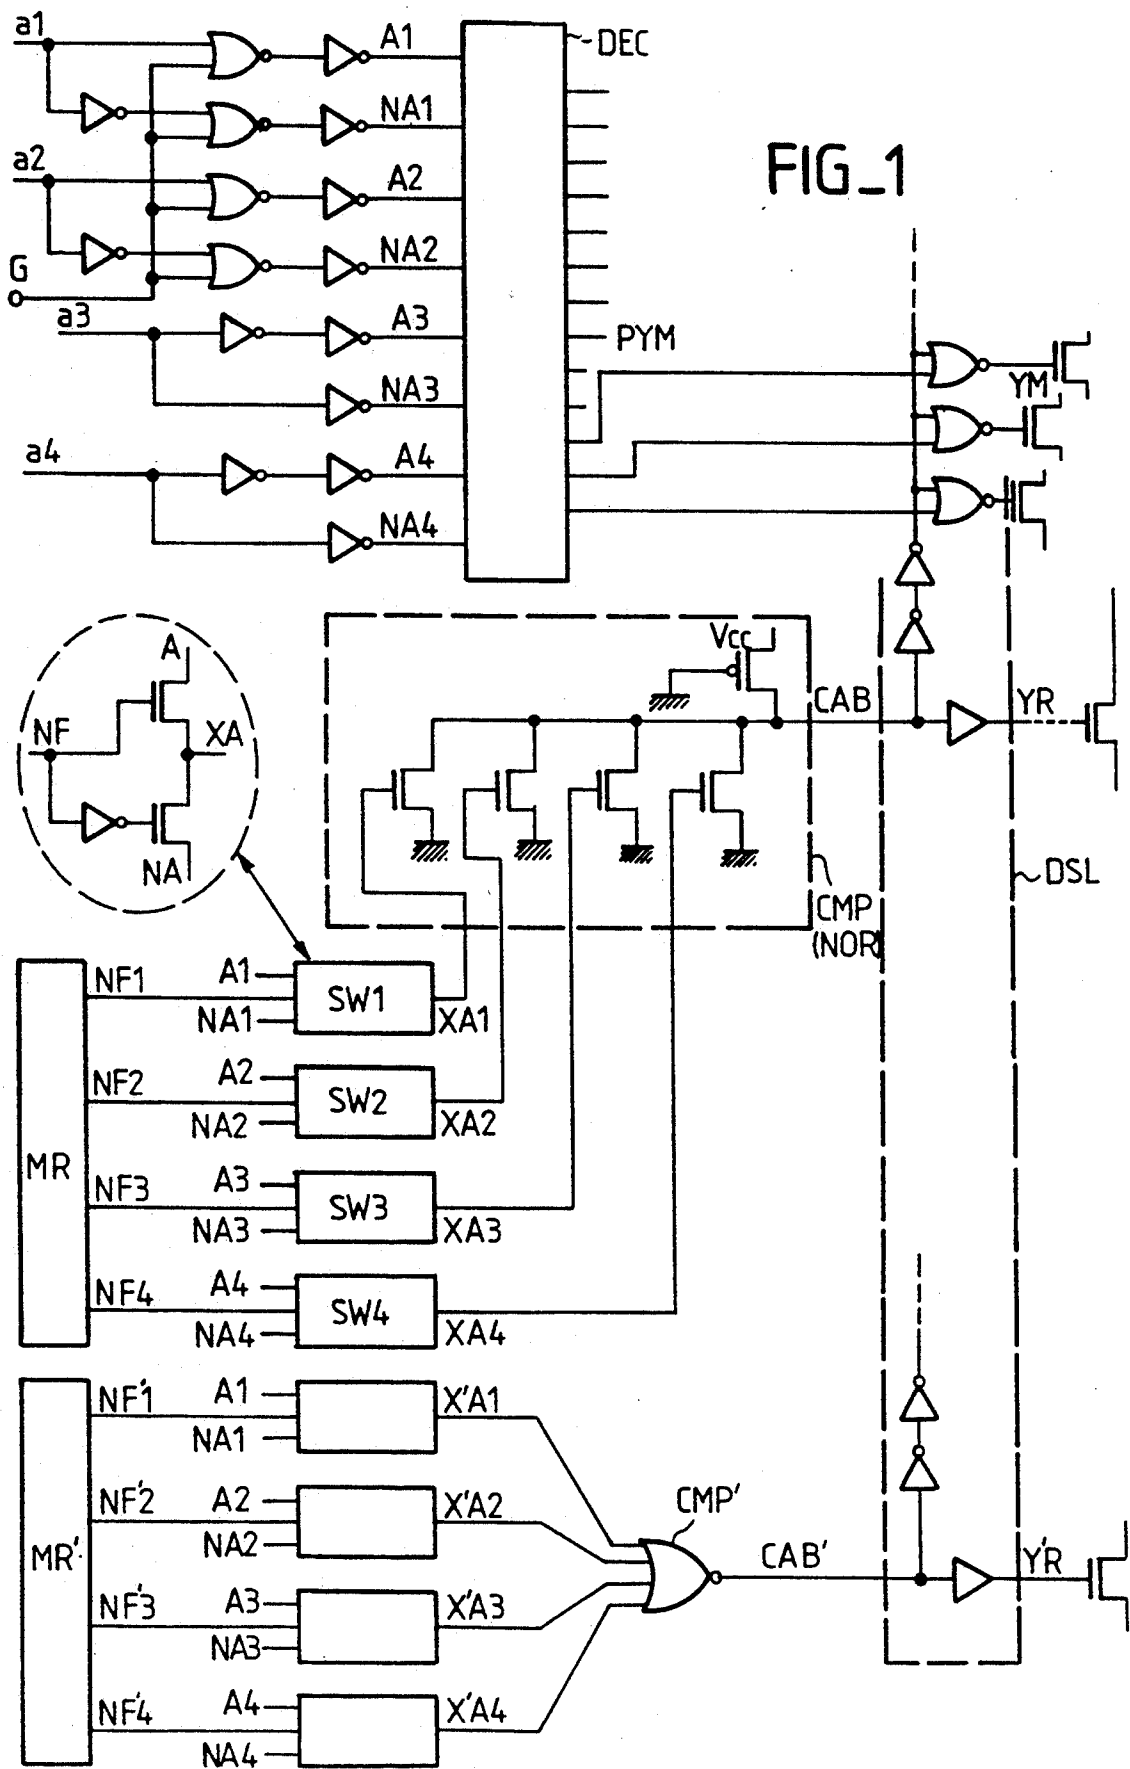 a1
A1
DEC
NA1
a2
A2
FIG_1
NA2
G
a3
A3
PYM
NA3
YM
a4
A4
NA4
A
Vcc
NF
XA
CAB
YR
NA
DSL
CMP
(NOR)
NF1
A1
SW1
NA1
XA1
NF2
A2
SW2
NA2
XA2
MR
NF3
A3
SW3
NA3
XA3
NF4
A4
SW4
NA4
XA4
NF'1
A1
X'A1
NA1
NF'2
A2
X'A2
CMP'
NA2
MR'
CAB'
Y'R
NF'3
A3
X'A3
NA3
NF'4
A4
X'A4
NA4